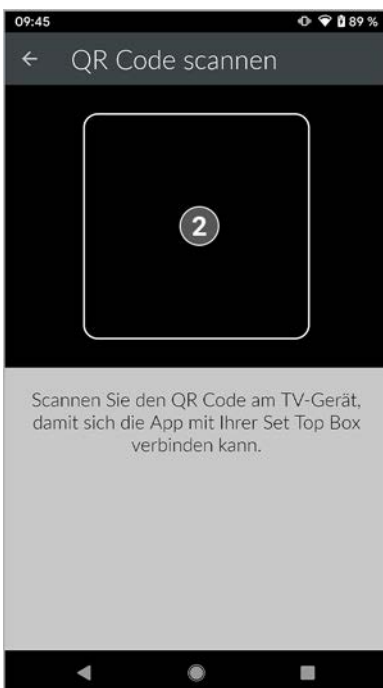 09:45 89 %
QR Code scannen
2
Scannen Sie den QR Code am TV-Gerät,
damit sich die App mit Ihrer Set Top Box
verbinden kann.